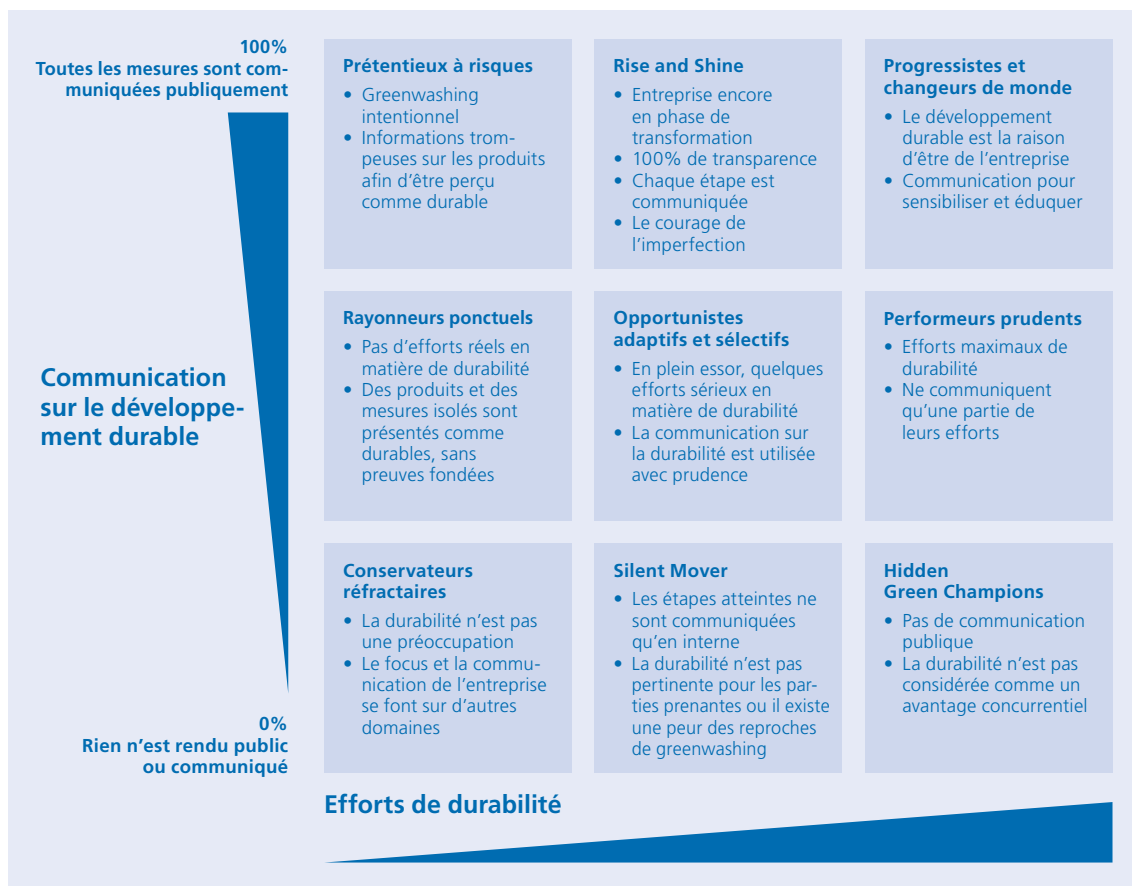 100%
Toutes les mesures sont com-
muniquées publiquement
Communication
sur le développe-
ment durable
0%
Rien n’est rendu public
ou communiqué
Prétentieux à risques
• Greenwashing
intentionnel
• Informations trom-
peuses sur les produits
afin d’être perçu
comme durable
Rise and Shine
• Entreprise encore
en phase de
transformation
• 100% de transparence
• Chaque étape est
communiquée
• Le courage de
l’imperfection
Progressistes et
changeurs de monde
• Le développement
durable est la raison
d’être de l’entreprise
• Communication pour
sensibiliser et éduquer
Rayonneurs ponctuels
• Pas d’efforts réels en
matière de durabilité
• Des produits et des
mesures isolés sont
présentés comme
durables, sans
preuves fondées
Opportunistes
adaptifs et sélectifs
• En plein essor, quelques
efforts sérieux en
matière de durabilité
• La communication sur
la durabilité est utilisée
avec prudence
Performeurs prudents
• Efforts maximaux de
durabilité
• Ne communiquent
qu’une partie de
leurs efforts
Conservateurs
réfractaires
• La durabilité n’est pas
une préoccupation
• Le focus et la commu-
nication de l’entreprise
se font sur d’autres
domaines
Silent Mover
• Les étapes atteintes ne
sont communiquées
qu’en interne
• La durabilité n’est pas
pertinente pour les par-
ties prenantes ou il existe
une peur des reproches
de greenwashing
Hidden
Green Champions
• Pas de communication
publique
• La durabilité n’est pas
considérée comme un
avantage concurrentiel
Efforts de durabilité